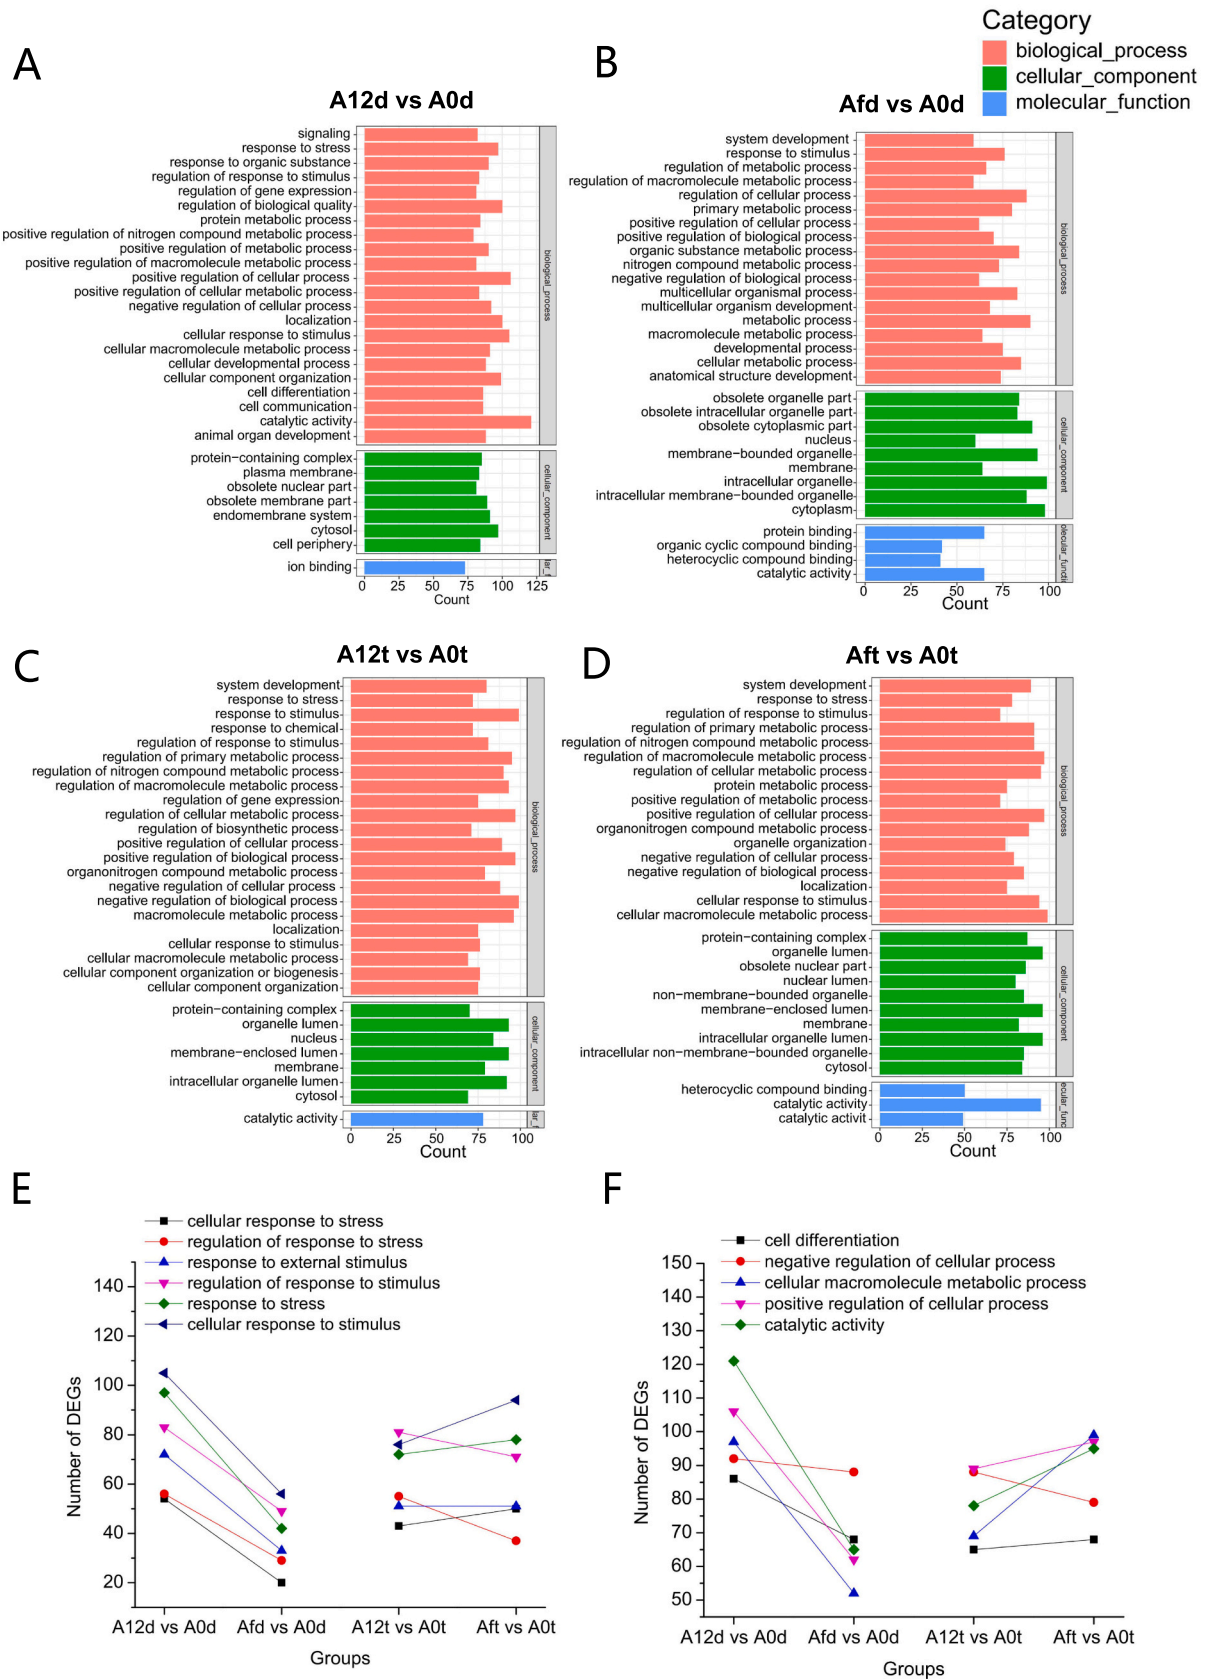 Category
biological_process
cellular_component
molecular_function
A
A12d vs A0d
signaling
response to stress
response to organic substance
regulation of response to stimulus
regulation of gene expression
regulation of biological quality
protein metabolic process
positive regulation of nitrogen compound metabolic process
positive regulation of metabolic process
positive regulation of macromolecule metabolic process
positive regulation of cellular process
positive regulation of cellular metabolic process
negative regulation of cellular process
localization
cellular response to stimulus
cellular macromolecule metabolic process
cellular developmental process
cellular component organization
cell differentiation
cell communication
catalytic activity
animal organ development
biological_process
protein-containing complex
plasma membrane
obsolete nuclear part
obsolete membrane part
endomembrane system
cytosol
cell periphery
cellular_component
ion binding
0 25 50 75 100 125
Count
B
Afd vs A0d
system development
response to stimulus
regulation of metabolic process
regulation of macromolecule metabolic process
regulation of cellular process
primary metabolic process
positive regulation of cellular process
positive regulation of biological process
organic substance metabolic process
nitrogen compound metabolic process
negative regulation of biological process
multicellular organismal process
multicellular organism development
metabolic process
macromolecule metabolic process
developmental process
cellular metabolic process
anatomical structure development
biological_process
obsolete organelle part
obsolete intracellular organelle part
obsolete cytoplasmic part
nucleus
membrane-bounded organelle
membrane
intracellular organelle
intracellular membrane-bounded organelle
cytoplasm
cellular_component
protein binding
organic cyclic compound binding
heterocyclic compound binding
catalytic activity
olecular_functi
0 25 50 75 100
Count
C
A12t vs A0t
system development
response to stress
response to stimulus
response to chemical
regulation of response to stimulus
regulation of primary metabolic process
regulation of nitrogen compound metabolic process
regulation of macromolecule metabolic process
regulation of gene expression
regulation of cellular metabolic process
regulation of biosynthetic process
positive regulation of cellular process
positive regulation of biological process
organonitrogen compound metabolic process
negative regulation of cellular process
negative regulation of biological process
macromolecule metabolic process
localization
cellular response to stimulus
cellular macromolecule metabolic process
cellular component organization or biogenesis
cellular component organization
biological_process
protein-containing complex
organelle lumen
nucleus
membrane-enclosed lumen
membrane
intracellular organelle lumen
cytosol
cellular_component
catalytic activity
0 25 50 75 100
Count
D
Aft vs A0t
system development
response to stress
regulation of response to stimulus
regulation of primary metabolic process
regulation of nitrogen compound metabolic process
regulation of macromolecule metabolic process
regulation of cellular metabolic process
protein metabolic process
positive regulation of metabolic process
positive regulation of cellular process
organonitrogen compound metabolic process
organelle organization
negative regulation of cellular process
negative regulation of biological process
localization
cellular response to stimulus
cellular macromolecule metabolic process
biological_process
protein-containing complex
organelle lumen
obsolete nuclear part
nuclear lumen
non-membrane-bounded organelle
membrane-enclosed lumen
membrane
intracellular organelle lumen
intracellular non-membrane-bounded organelle
cytosol
cellular_component
heterocyclic compound binding
catalytic activity
catalytic activit
ecular_func
0 25 50 75 100
Count
E
cellular response to stress
regulation of response to stress
response to external stimulus
regulation of response to stimulus
response to stress
cellular response to stimulus
140
120
100
80
60
40
20
Number of DEGs
A12d vs A0d Afd vs A0d A12t vs A0t Aft vs A0t
Groups
F
cell differentiation
negative regulation of cellular process
cellular macromolecule metabolic process
positive regulation of cellular process
catalytic activity
150
140
130
120
110
100
90
80
70
60
50
Number of DEGs
A12d vs A0d Afd vs A0d A12t vs A0t Aft vs A0t
Groups